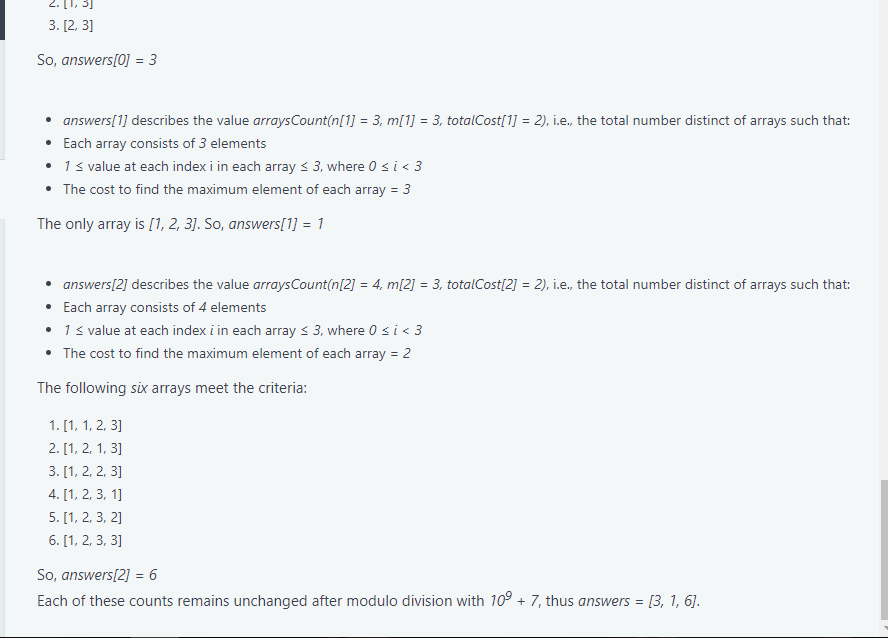 2. [1, 3]
3. [2, 3]
So, answers[0] = 3
• answers[1] describes the value arraysCount(n[1] = 3, m[1] = 3, totalCost[1] = 2), i.e., the total number distinct of arrays such that:
• Each array consists of 3 elements
• 1 ≤ value at each index i in each array ≤ 3, where 0 ≤ i < 3
• The cost to find the maximum element of each array = 3
The only array is [1, 2, 3]. So, answers[1] = 1
• answers[2] describes the value arraysCount(n[2] = 4, m[2] = 3, totalCost[2] = 2), i.e., the total number distinct of arrays such that:
• Each array consists of 4 elements
• 1 ≤ value at each index i in each array ≤ 3, where 0 ≤ i < 3
• The cost to find the maximum element of each array = 2
The following six arrays meet the criteria:
1. [1, 1, 2, 3]
2. [1, 2, 1, 3]
3. [1, 2, 2, 3]
4. [1, 2, 3, 1]
5. [1, 2, 3, 2]
6. [1, 2, 3, 3]
So, answers[2] = 6
Each of these counts remains unchanged after modulo division with 10⁹ + 7, thus answers = [3, 1, 6].